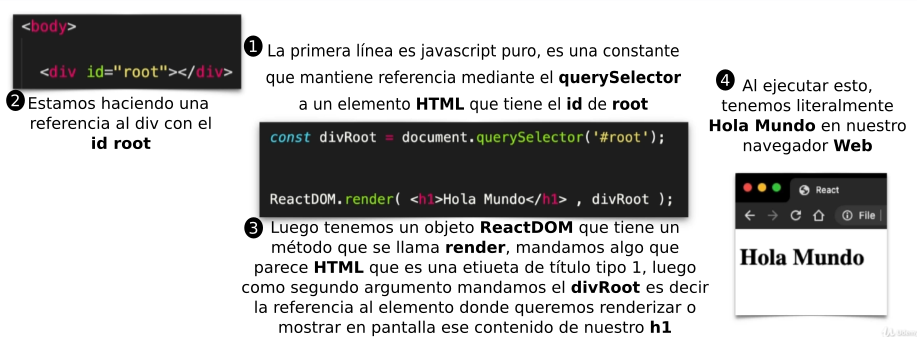 <body>
<div id="root"></div>
1 La primera línea es javascript puro, es una constante
que mantiene referencia mediante el querySelector
a un elemento HTML que tiene el id de root
2 Estamos haciendo una
referencia al div con el
id root
const divRoot = document.querySelector('#root');
ReactDOM.render( <h1>Hola Mundo</h1> , divRoot );
3 Luego tenemos un objeto ReactDOM que tiene un
método que se llama render, mandamos algo que
parece HTML que es una etiueta de título tipo 1, luego
como segundo argumento mandamos el divRoot es decir
la referencia al elemento donde queremos renderizar o
mostrar en pantalla ese contenido de nuestro h1
4 Al ejecutar esto,
tenemos literalmente
Hola Mundo en nuestro
navegador Web
React
File
Hola Mundo